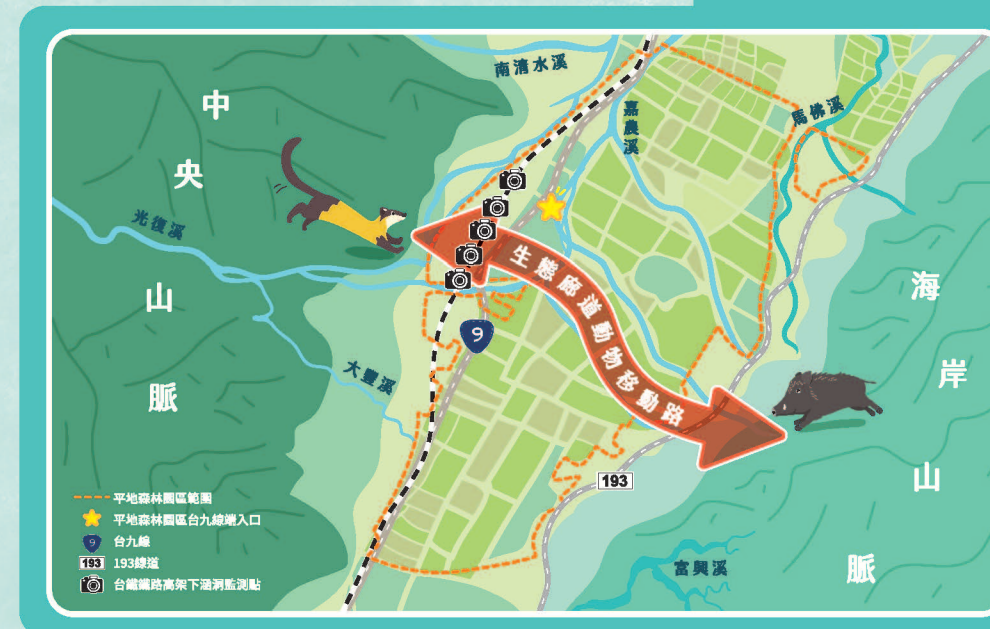 中央山脈
南清水溪
嘉農溪
馬佛溪
光復溪
大豐溪
生態廊道動物移動路
9
193
海岸山脈
富興溪
平地森林園區範圍
平地森林園區台九線端入口
9 台九線
193 193線道
台鐵鐵路高架下涵洞監測點